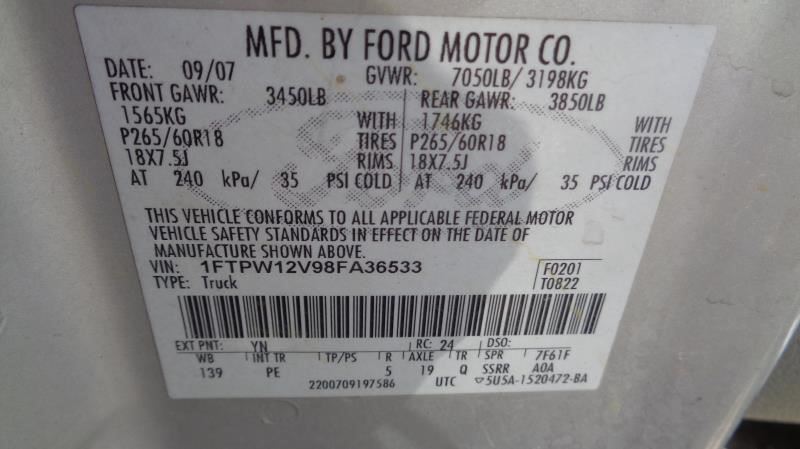 MFD. BY FORD MOTOR CO.
DATE: 09/07 GVWR: 7050LB/ 3198KG
FRONT GAWR: 3450LB REAR GAWR: 3850LB
1565KG WITH 1746KG WITH
P265/60R18 TIRES P265/60R18 TIRES
18X7.5J RIMS 18X7.5J RIMS
AT 240 kPa/ 35 PSI COLD AT 240 kPa/ 35 PSI COLD
THIS VEHICLE CONFORMS TO ALL APPLICABLE FEDERAL MOTOR
VEHICLE SAFETY STANDARDS IN EFFECT ON THE DATE OF
MANUFACTURE SHOWN ABOVE.
VIN: 1FTPW12V98FA36533 F0201
TYPE: Truck T0822
EXT PNT: YN RC: 24 DSO:
WB INT TR TP/PS R AXLE TR SPR 7F61F
139 PE 5 19 Q SSRR A0A
2200709197586 UTC ▽5U5A-1520472-BA
Ford